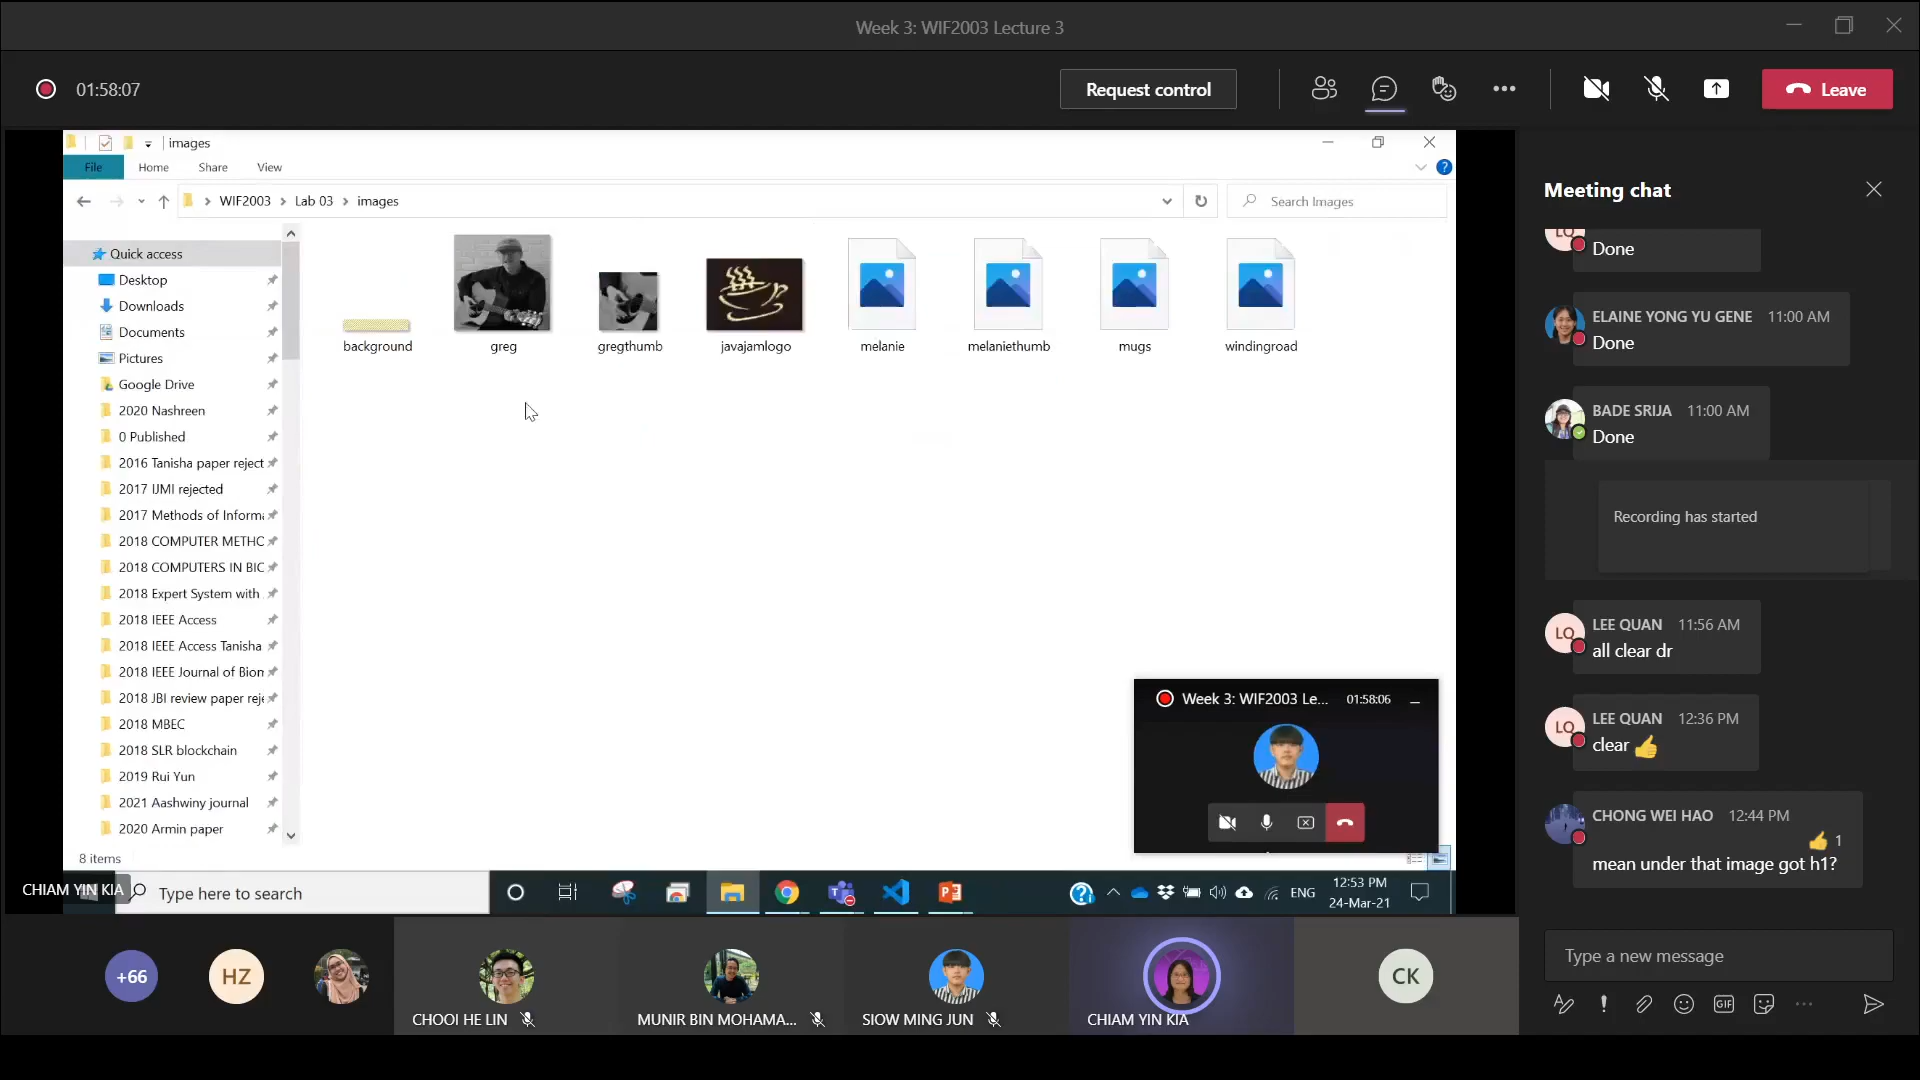 Week 3: WIF2003 Lecture 3
01:58:07
Request control
Leave
images
File
Home
Share
View
WIF2003
Lab 03
images
Search Images
Quick access
Desktop
Downloads
Documents
Pictures
Google Drive
2020 Nashreen
0 Published
2016 Tanisha paper reject
2017 IJMI rejected
2017 Methods of Informa
2018 COMPUTER METHC
2018 COMPUTERS IN BIC
2018 Expert System with
2018 IEEE Access
2018 IEEE Access Tanisha
2018 IEEE Journal of Biom
2018 JBI review paper reje
2018 MBEC
2018 SLR blockchain
2019 Rui Yun
2021 Aashwiny journal
2020 Armin paper
8 items
background
greg
gregthumb
javajamlogo
melanie
melaniethumb
mugs
windingroad
Week 3: WIF2003 Le...
01:58:06
CHIAM YIN KIA
Type here to search
ENG
12:53 PM
24-Mar-21
Meeting chat
LQ
Done
ELAINE YONG YU GENE 11:00 AM
Done
BADE SRIJA 11:00 AM
Done
Recording has started
LQ
LEE QUAN 11:56 AM
all clear dr
LQ
LEE QUAN 12:36 PM
clear 👍
CHONG WEI HAO 12:44 PM
👍 1
mean under that image got h1?
Type a new message
GIF
+66
HZ
CHOOI HE LIN
MUNIR BIN MOHAMA...
SIOW MING JUN
CHIAM YIN KIA
CK